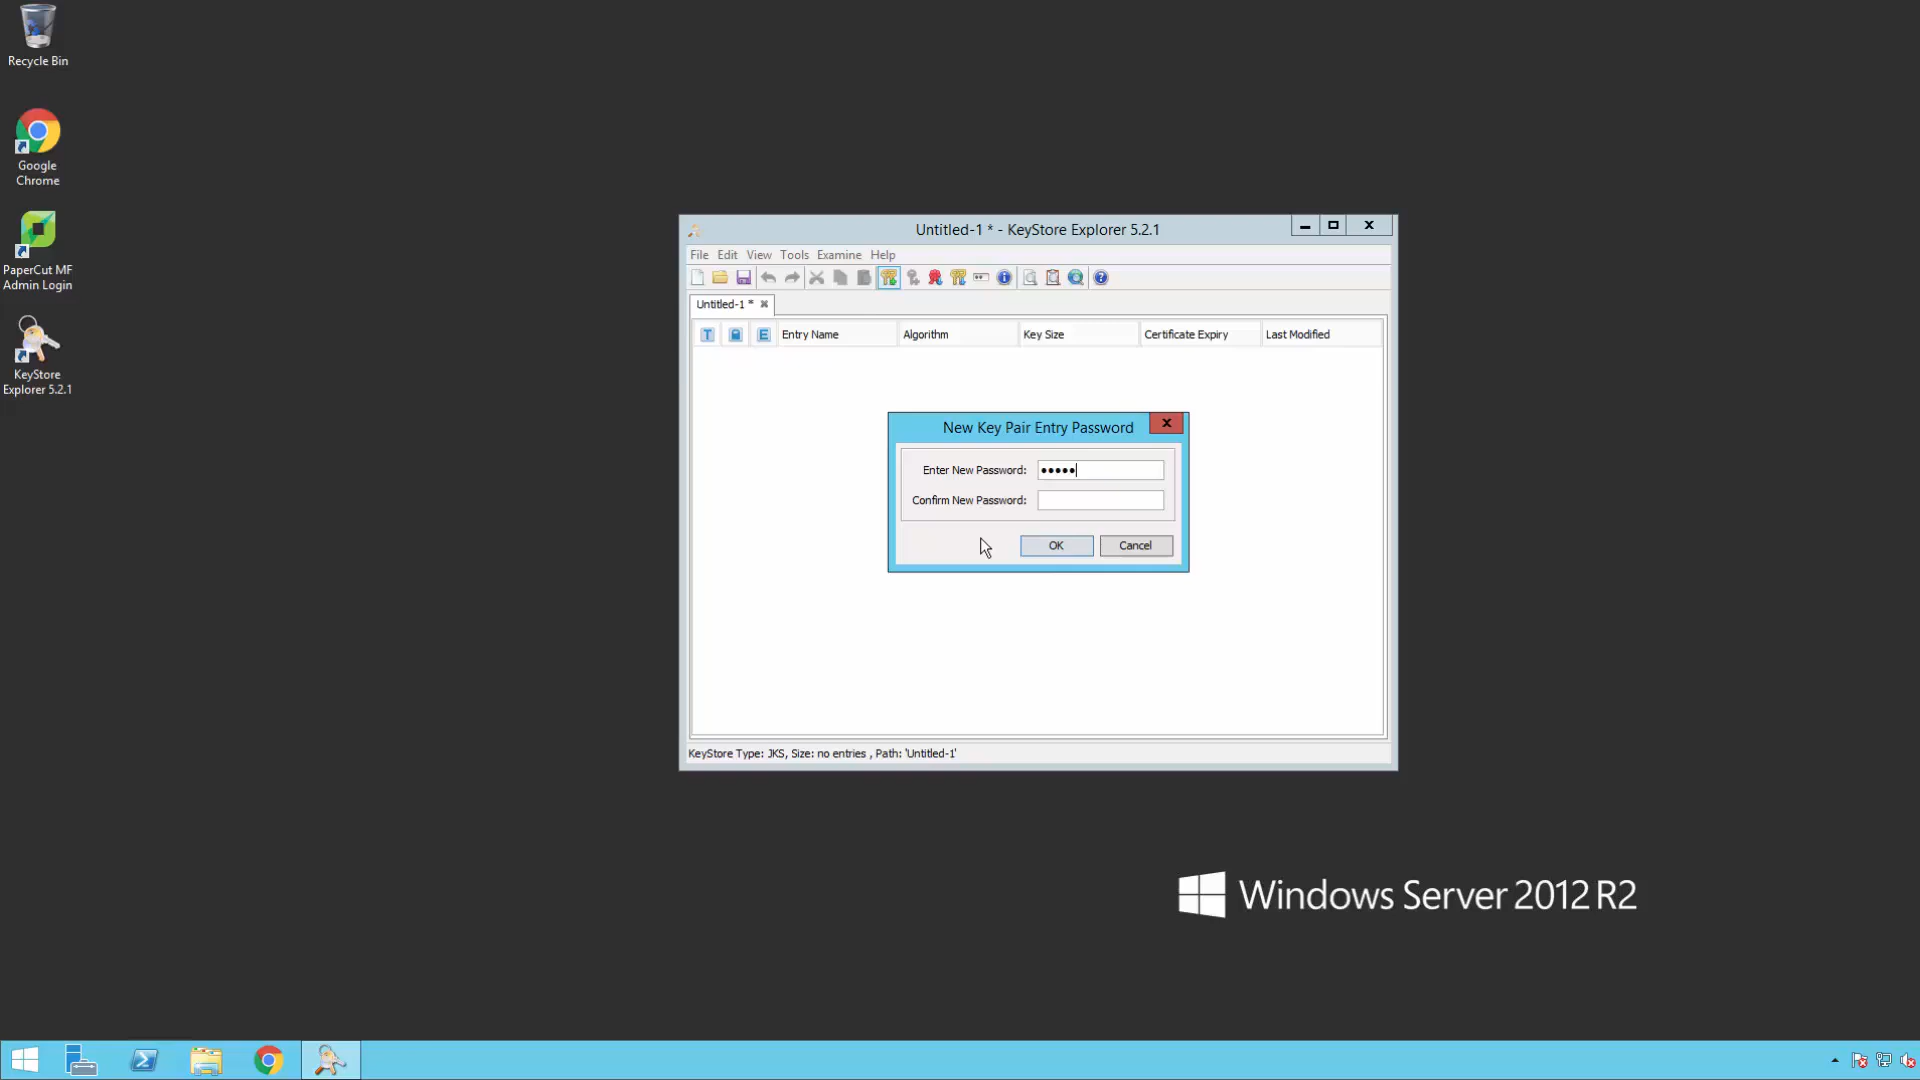 Recycle Bin
Google
Chrome
PaperCut MF
Admin Login
KeyStore
Explorer 5.2.1
Untitled-1 * - KeyStore Explorer 5.2.1
File Edit View Tools Examine Help
Untitled-1 *
T E Entry Name Algorithm Key Size Certificate Expiry Last Modified
New Key Pair Entry Password
Enter New Password: •••••
Confirm New Password:
OK Cancel
KeyStore Type: JKS, Size: no entries , Path: 'Untitled-1'
Windows Server 2012 R2